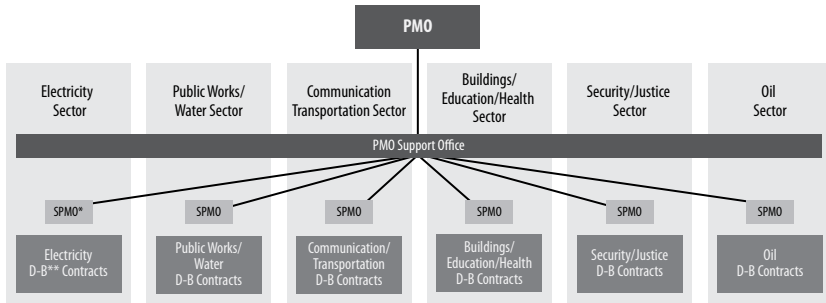 PMO
Electricity
Sector
Public Works/
Water Sector
Communication
Transportation Sector
Buildings/
Education/Health
Sector
Security/Justice
Sector
Oil
Sector
PMO Support Office
SPMO*
SPMO
SPMO
SPMO
SPMO
SPMO
Electricity
D-B** Contracts
Public Works/
Water
D-B Contracts
Communication/
Transportation
D-B Contracts
Buildings/
Education/Health
D-B Contracts
Security/Justice
D-B Contracts
Oil
D-B Contracts